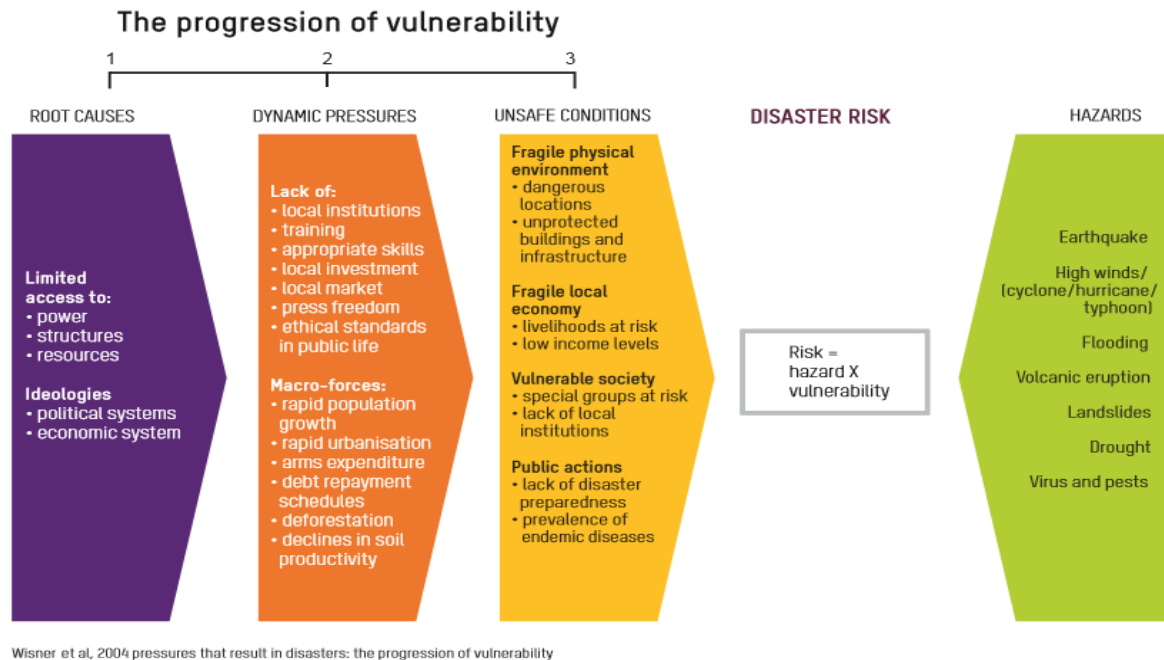 The progression of vulnerability
1
2
3
ROOT CAUSES
Limited
access to:
• power
• structures
• resources
Ideologies
• political systems
• economic system
DYNAMIC PRESSURES
Lack of:
• local institutions
• training
• appropriate skills
• local investment
• local market
• press freedom
• ethical standards
in public life
Macro-forces:
• rapid population
growth
• rapid urbanisation
• arms expenditure
• debt repayment
schedules
• deforestation
• declines in soil
productivity
UNSAFE CONDITIONS
Fragile physical
environment
• dangerous
locations
• unprotected
buildings and
infrastructure
Fragile local
economy
• livelihoods at risk
• low income levels
Vulnerable society
• special groups at risk
• lack of local
institutions
Public actions
• lack of disaster
preparedness
• prevalence of
endemic diseases
DISASTER RISK
Risk =
hazard X
vulnerability
HAZARDS
Earthquake
High winds/
(cyclone/hurricane/
typhoon)
Flooding
Volcanic eruption
Landslides
Drought
Virus and pests
Wisner et al, 2004 pressures that result in disasters: the progression of vulnerability